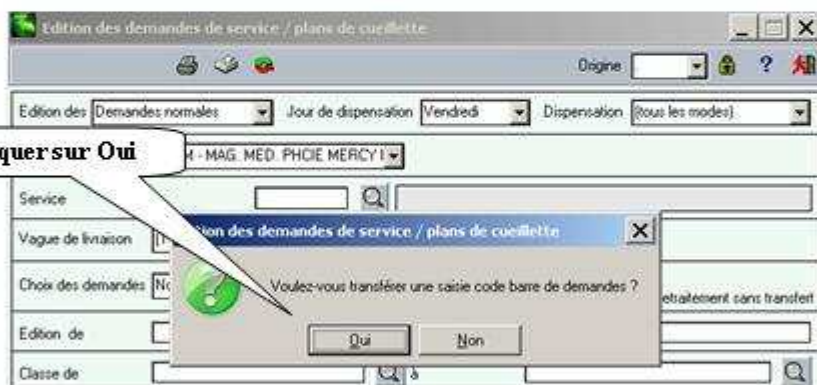 Edition des demandes de service / plans de cueillette
Origine
?
Edition des Demandes normales Jour de dispensation Vendredi Dispensation (tous les modes)
quer sur Oui
M - MAG. MED. PHCIE MERCY
Service
Vague de livraison
tion des demandes de service / plans de cueillette
Choix des demandes No
Voulez-vous transférer une saisie code barre de demandes ?
etraitement sans transfert
Edition de
Oui Non
Classe de à